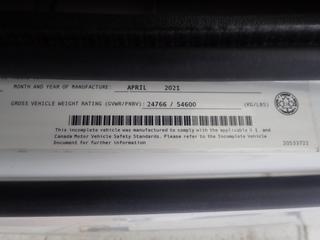 MONTH AND YEAR OF MANUFACTURE: APRIL 2021
GROSS VEHICLE WEIGHT RATING (GVWR/PNBV): 24766 / 54600 (KG/LBS)
This incomplete vehicle was manufactured to comply with the applicable U.S. and
Canada Motor Vehicle Safety Standards. Please refer to the Incomplete Vehicle
Document for further information
20533722